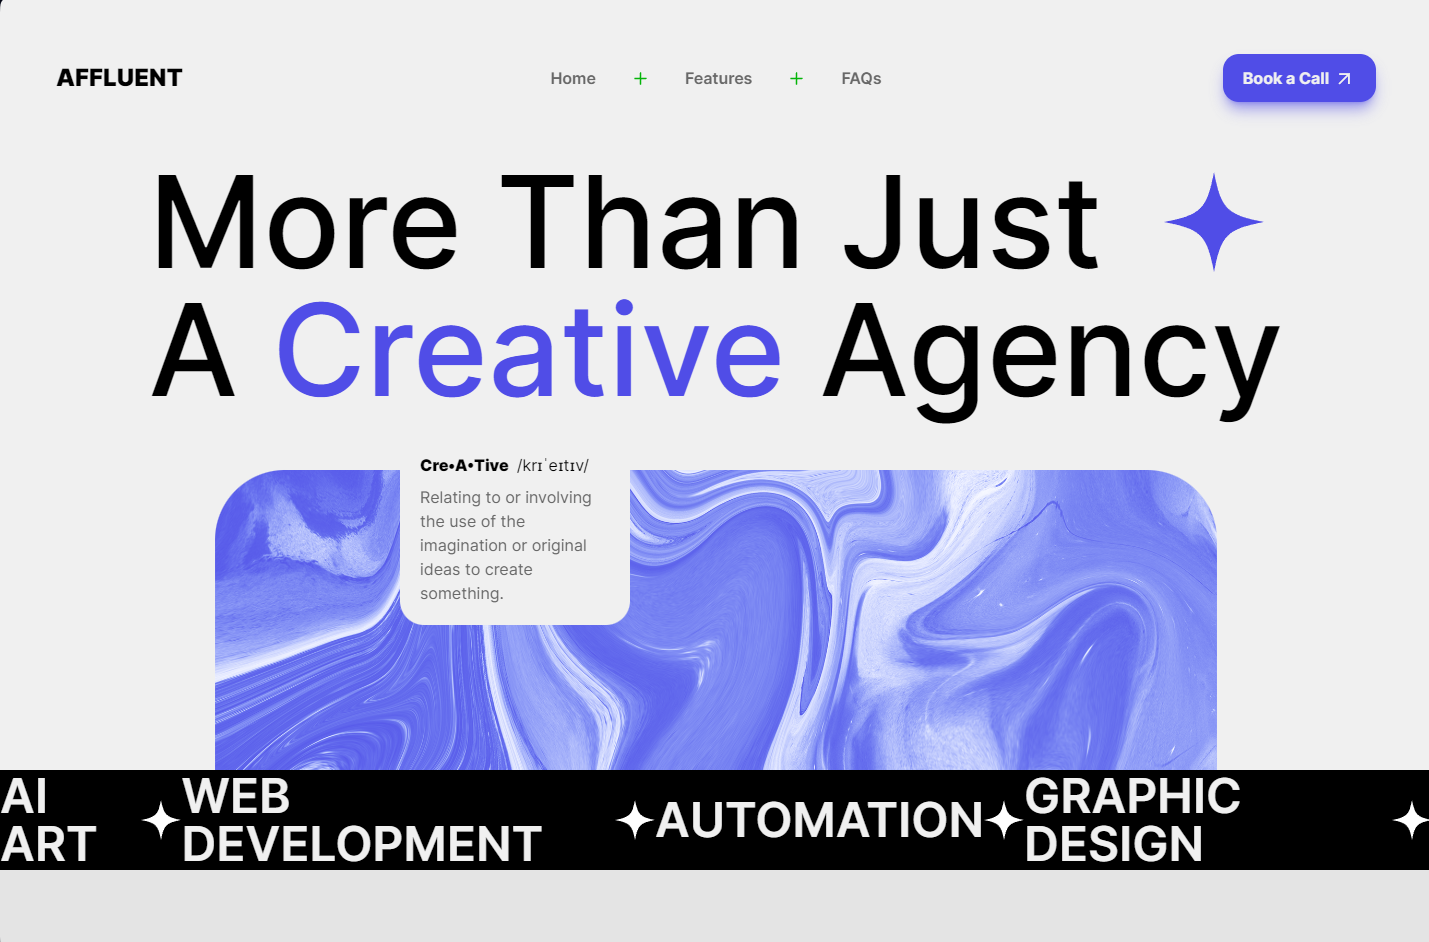 AFFLUENT
Home + Features + FAQs
Book a Call
More Than Just
A Creative Agency
Cre•A•Tive /krɪˈeɪtɪv/
Relating to or involving
the use of the
imagination or original
ideas to create
something.
AI
ART
WEB
DEVELOPMENT
AUTOMATION
GRAPHIC
DESIGN